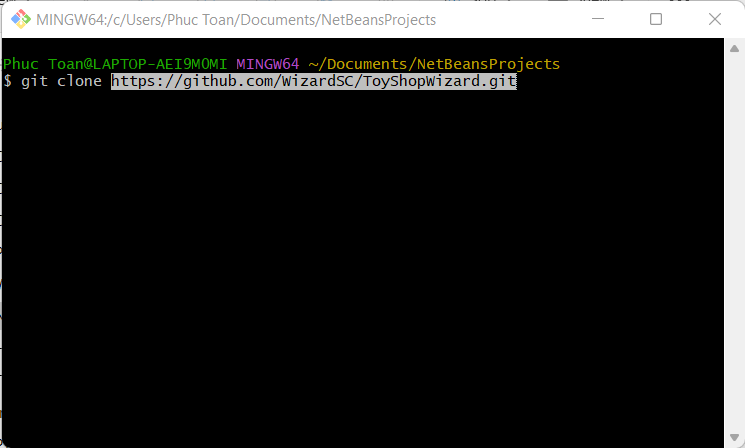 MINGW64:/c/Users/Phuc Toan/Documents/NetBeansProjects
Phuc Toan@LAPTOP-AEI9M0MI MINGW64 ~/Documents/NetBeansProjects
$ git clone https://github.com/WizardSC/ToyShopWizard.git